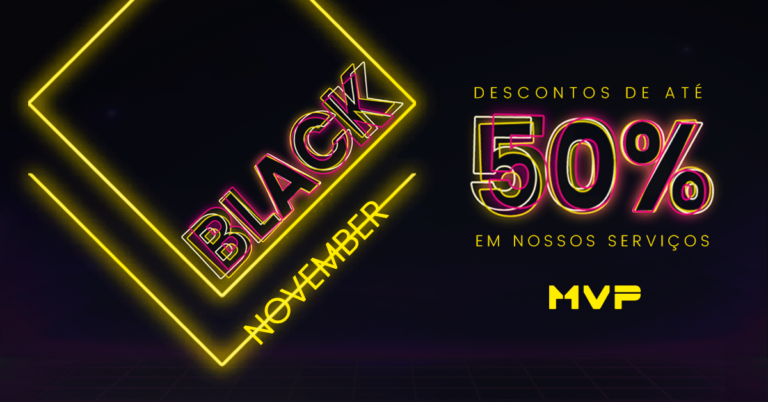 BLACK
NOVEMBER
DESCONTOS DE ATÉ
50%
EM NOSSOS SERVIÇOS
MVP